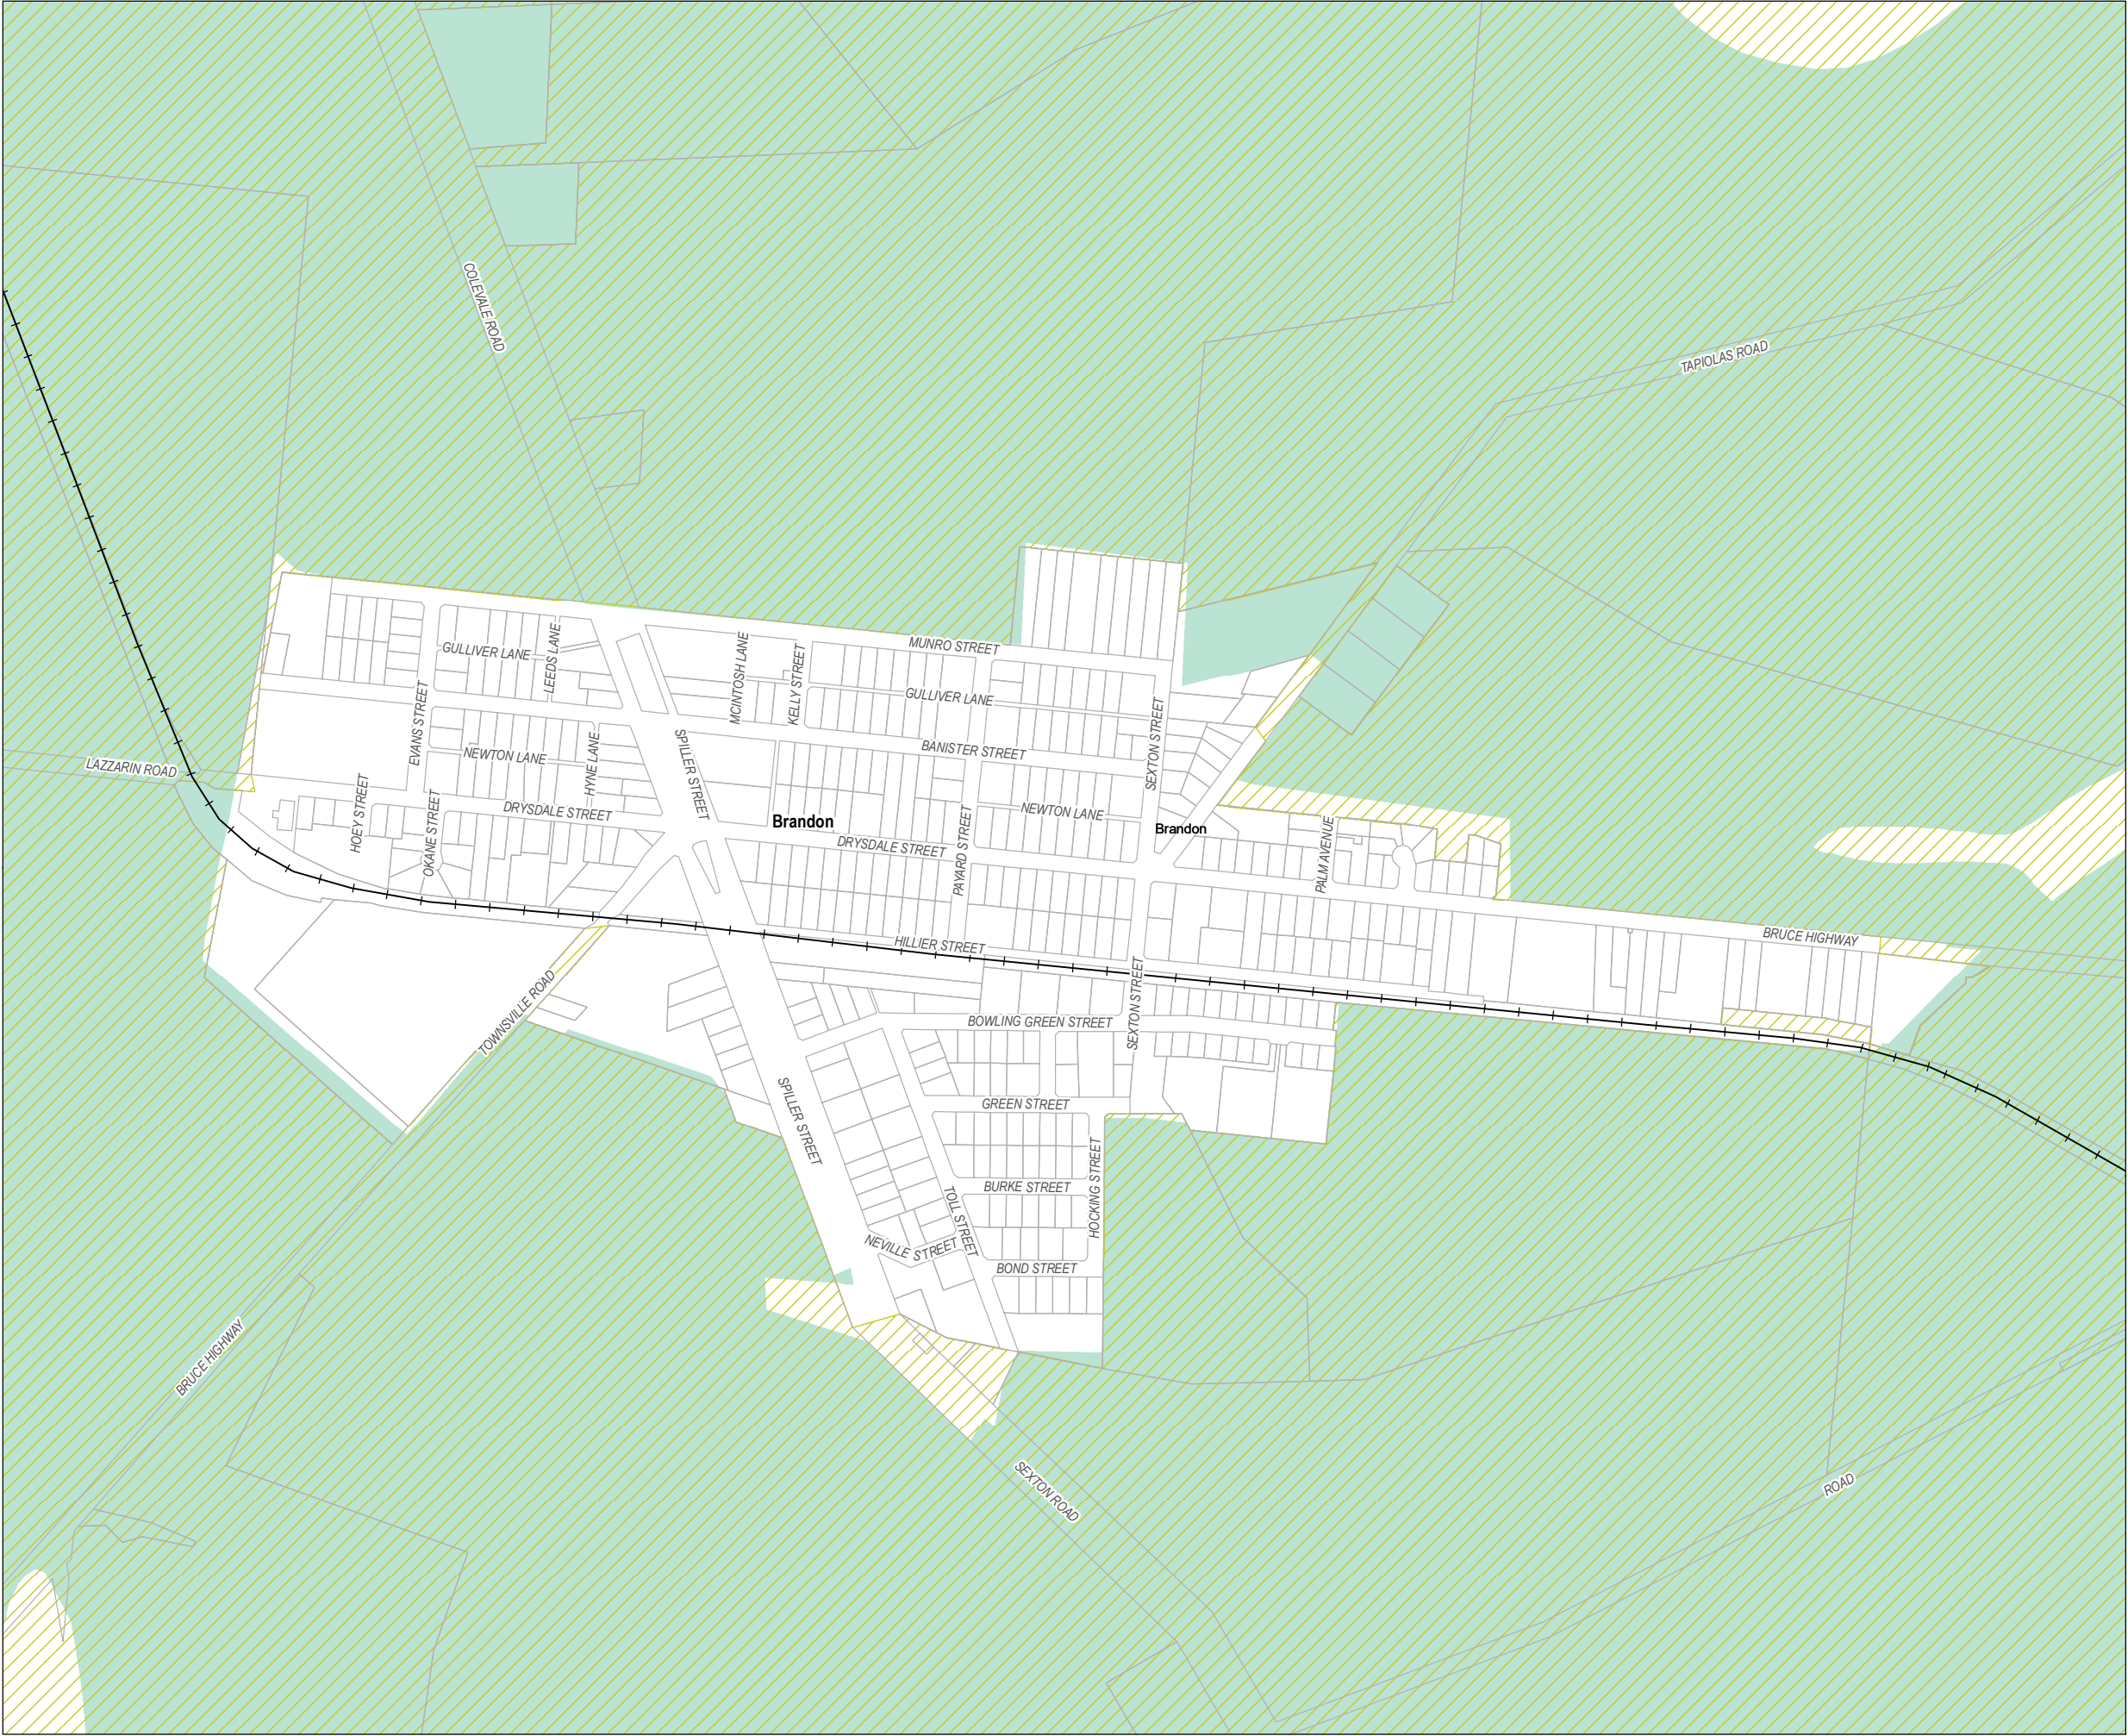 COLEVALE ROAD
TAPIOLAS ROAD
MUNRO STREET
GULLIVER LANE
LEEDS LANE
MCINTOSH LANE
KELLY STREET
GULLIVER LANE
EVANS STREET
SEXTON STREET
BANISTER STREET
SPILLER STREET
NEWTON LANE
HYNE LANE
LAZZARIN ROAD
HOEY STREET
OKANE STREET
DRYSDALE STREET
Brandon
NEWTON LANE
Brandon
PAYARD STREET
DRYSDALE STREET
PALM AVENUE
HILLIER STREET
BRUCE HIGHWAY
TOWNSVILLE ROAD
SEXTON STREET
BOWLING GREEN STREET
SPILLER STREET
GREEN STREET
HOCKING STREET
BURKE STREET
TOLL STREET
NEVILLE STREET
BOND STREET
BRUCE HIGHWAY
SEXTON ROAD
ROAD